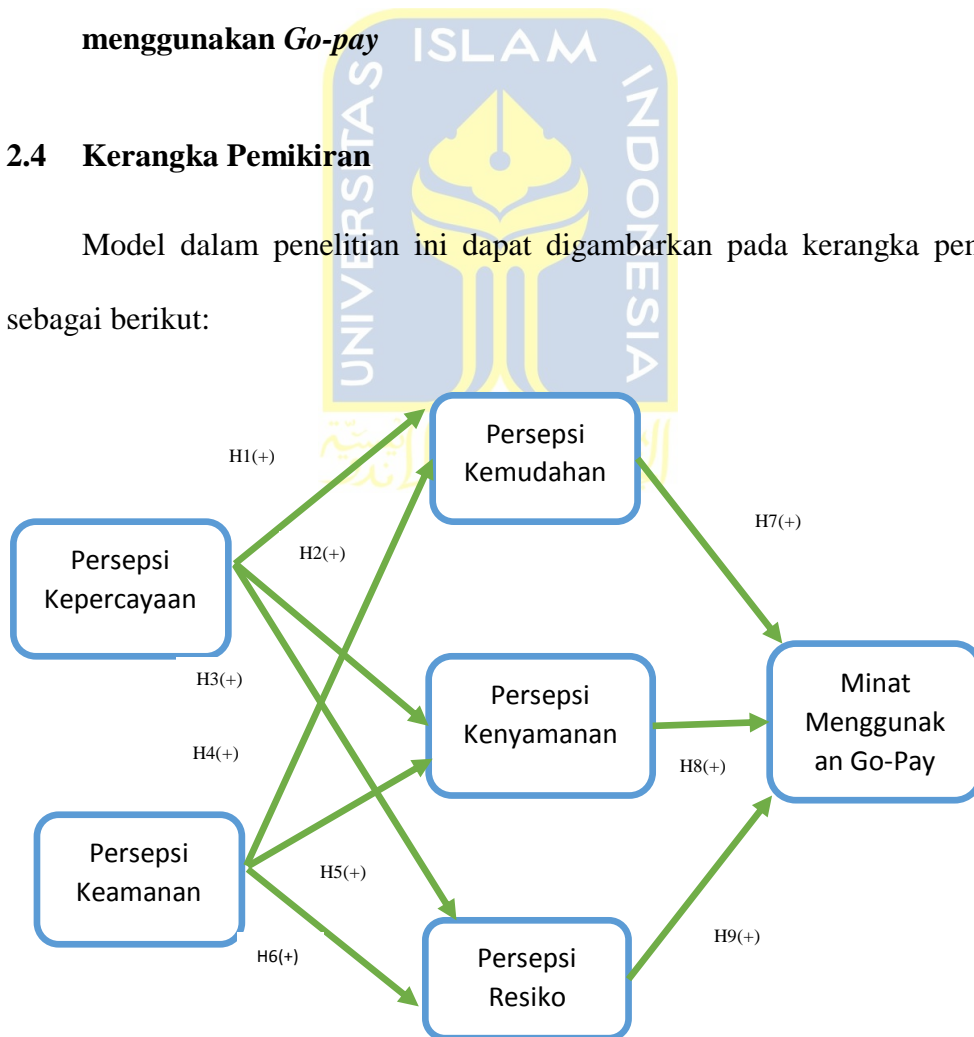 menggunakan Go-pay
UNIVERSITAS
ISLAM
INDONESIA
2.4 Kerangka Pemikiran
Model dalam penelitian ini dapat digambarkan pada kerangka
sebagai berikut:
Persepsi
Kemudahan
H1(+)
H7(+)
H2(+)
Persepsi
Kepercayaan
H3(+)
Persepsi
Kenyamanan
Minat
Menggunak
an Go-Pay
H4(+)
H8(+)
Persepsi
Keamanan
H5(+)
H9(+)
H6(+)
Persepsi
Resiko